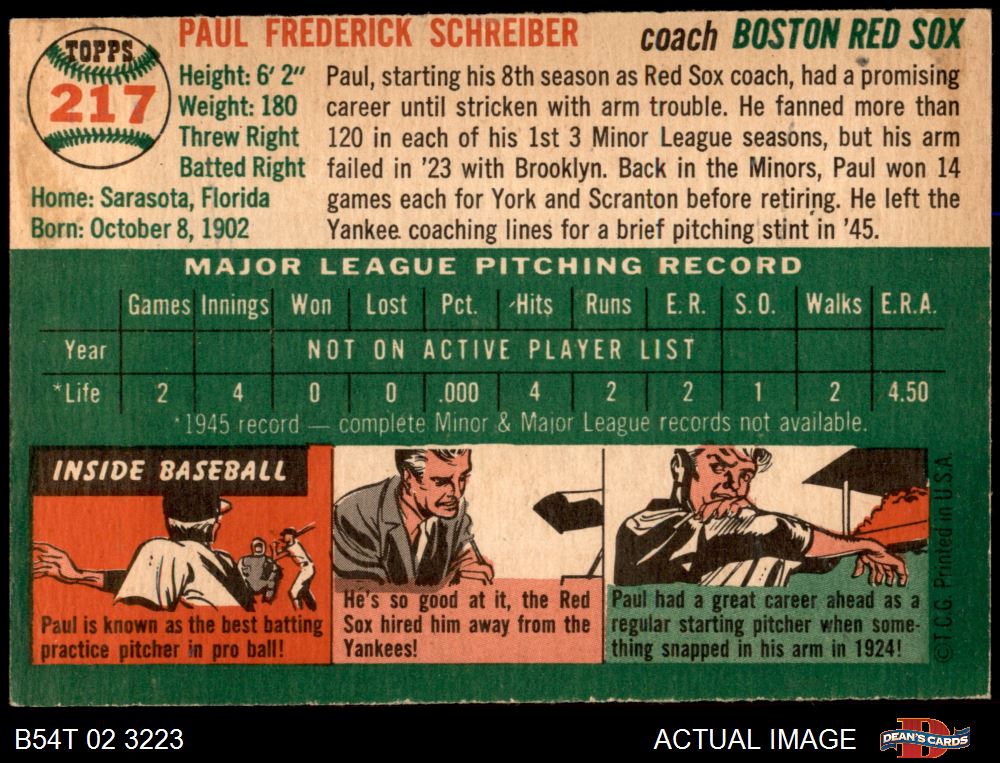 TOPPS
217
PAUL FREDERICK SCHREIBER
coach BOSTON RED SOX
Height: 6' 2"
Weight: 180
Threw Right
Batted Right
Home: Sarasota, Florida
Born: October 8, 1902
Paul, starting his 8th season as Red Sox coach, had a promising
career until stricken with arm trouble. He fanned more than
120 in each of his 1st 3 Minor League seasons, but his arm
failed in '23 with Brooklyn. Back in the Minors, Paul won 14
games each for York and Scranton before retiring. He left the
Yankee coaching lines for a brief pitching stint in '45.
MAJOR LEAGUE PITCHING RECORD
Games Innings Won Lost Pct. Hits Runs E. R. S. O. Walks E.R.A.
Year NOT ON ACTIVE PLAYER LIST
*Life 2 4 0 0 .000 4 2 2 1 2 4.50
*1945 record — complete Minor & Major League records not available.
INSIDE BASEBALL
Paul is known as the best batting
practice pitcher in pro ball!
He's so good at it, the Red
Sox hired him away from the
Yankees!
Paul had a great career ahead as a
regular starting pitcher when some-
thing snapped in his arm in 1924!
©T.C.G. Printed in U.S.A.
B54T 02 3223
ACTUAL IMAGE
D
DEAN'S CARDS